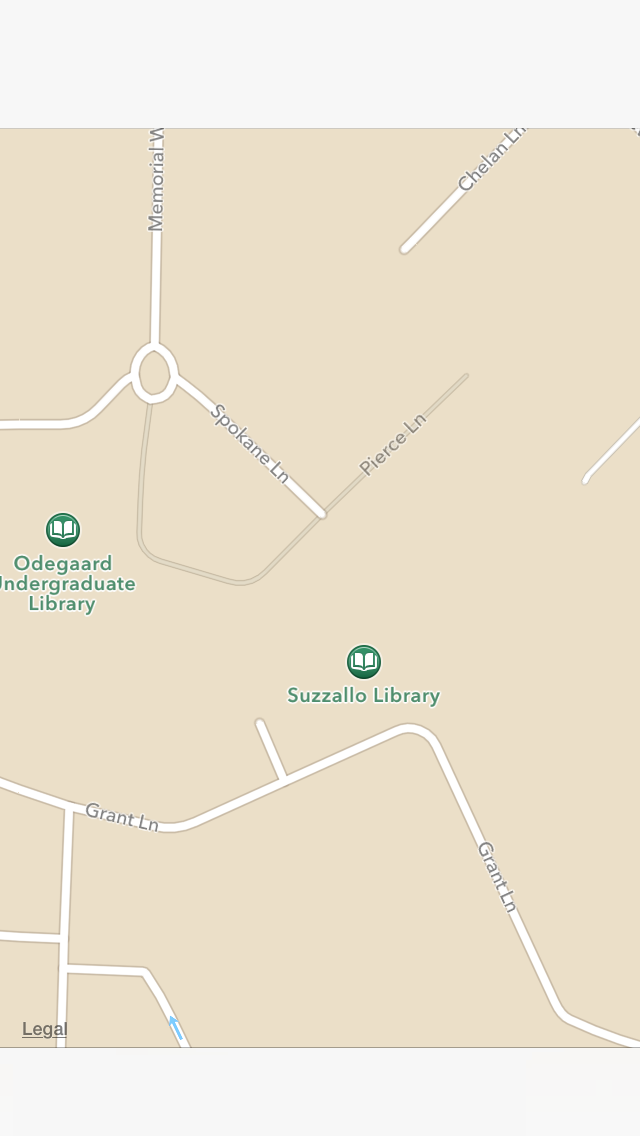 Memorial W
Chelan Ln
Spokane Ln
Pierce Ln
Odegaard
Undergraduate
Library
Suzzallo Library
Grant Ln
Grant Ln
Legal